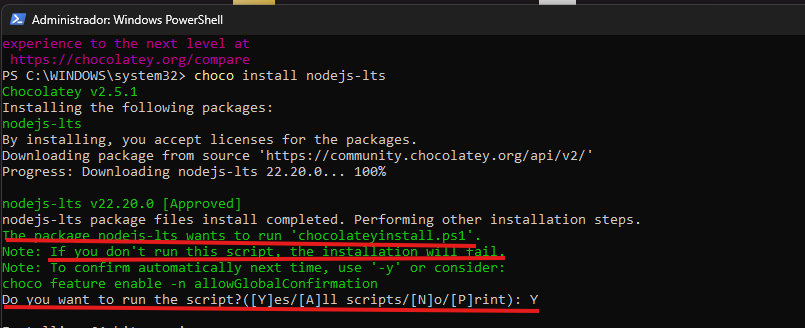 Administrador: Windows PowerShell
experience to the next level at
https://chocolatey.org/compare
PS C:\WINDOWS\system32> choco install nodejs-lts
Chocolatey v2.5.1
Installing the following packages:
nodejs-lts
By installing, you accept licenses for the packages.
Downloading package from source 'https://community.chocolatey.org/api/v2/'
Progress: Downloading nodejs-lts 22.20.0... 100%
nodejs-lts v22.20.0 [Approved]
nodejs-lts package files install completed. Performing other installation steps.
The package nodejs-lts wants to run 'chocolateyinstall.ps1'.
Note: If you don't run this script, the installation will fail.
Note: To confirm automatically next time, use '-y' or consider:
choco feature enable -n allowGlobalConfirmation
Do you want to run the script?([Y]es/[A]ll scripts/[N]o/[P]rint): Y